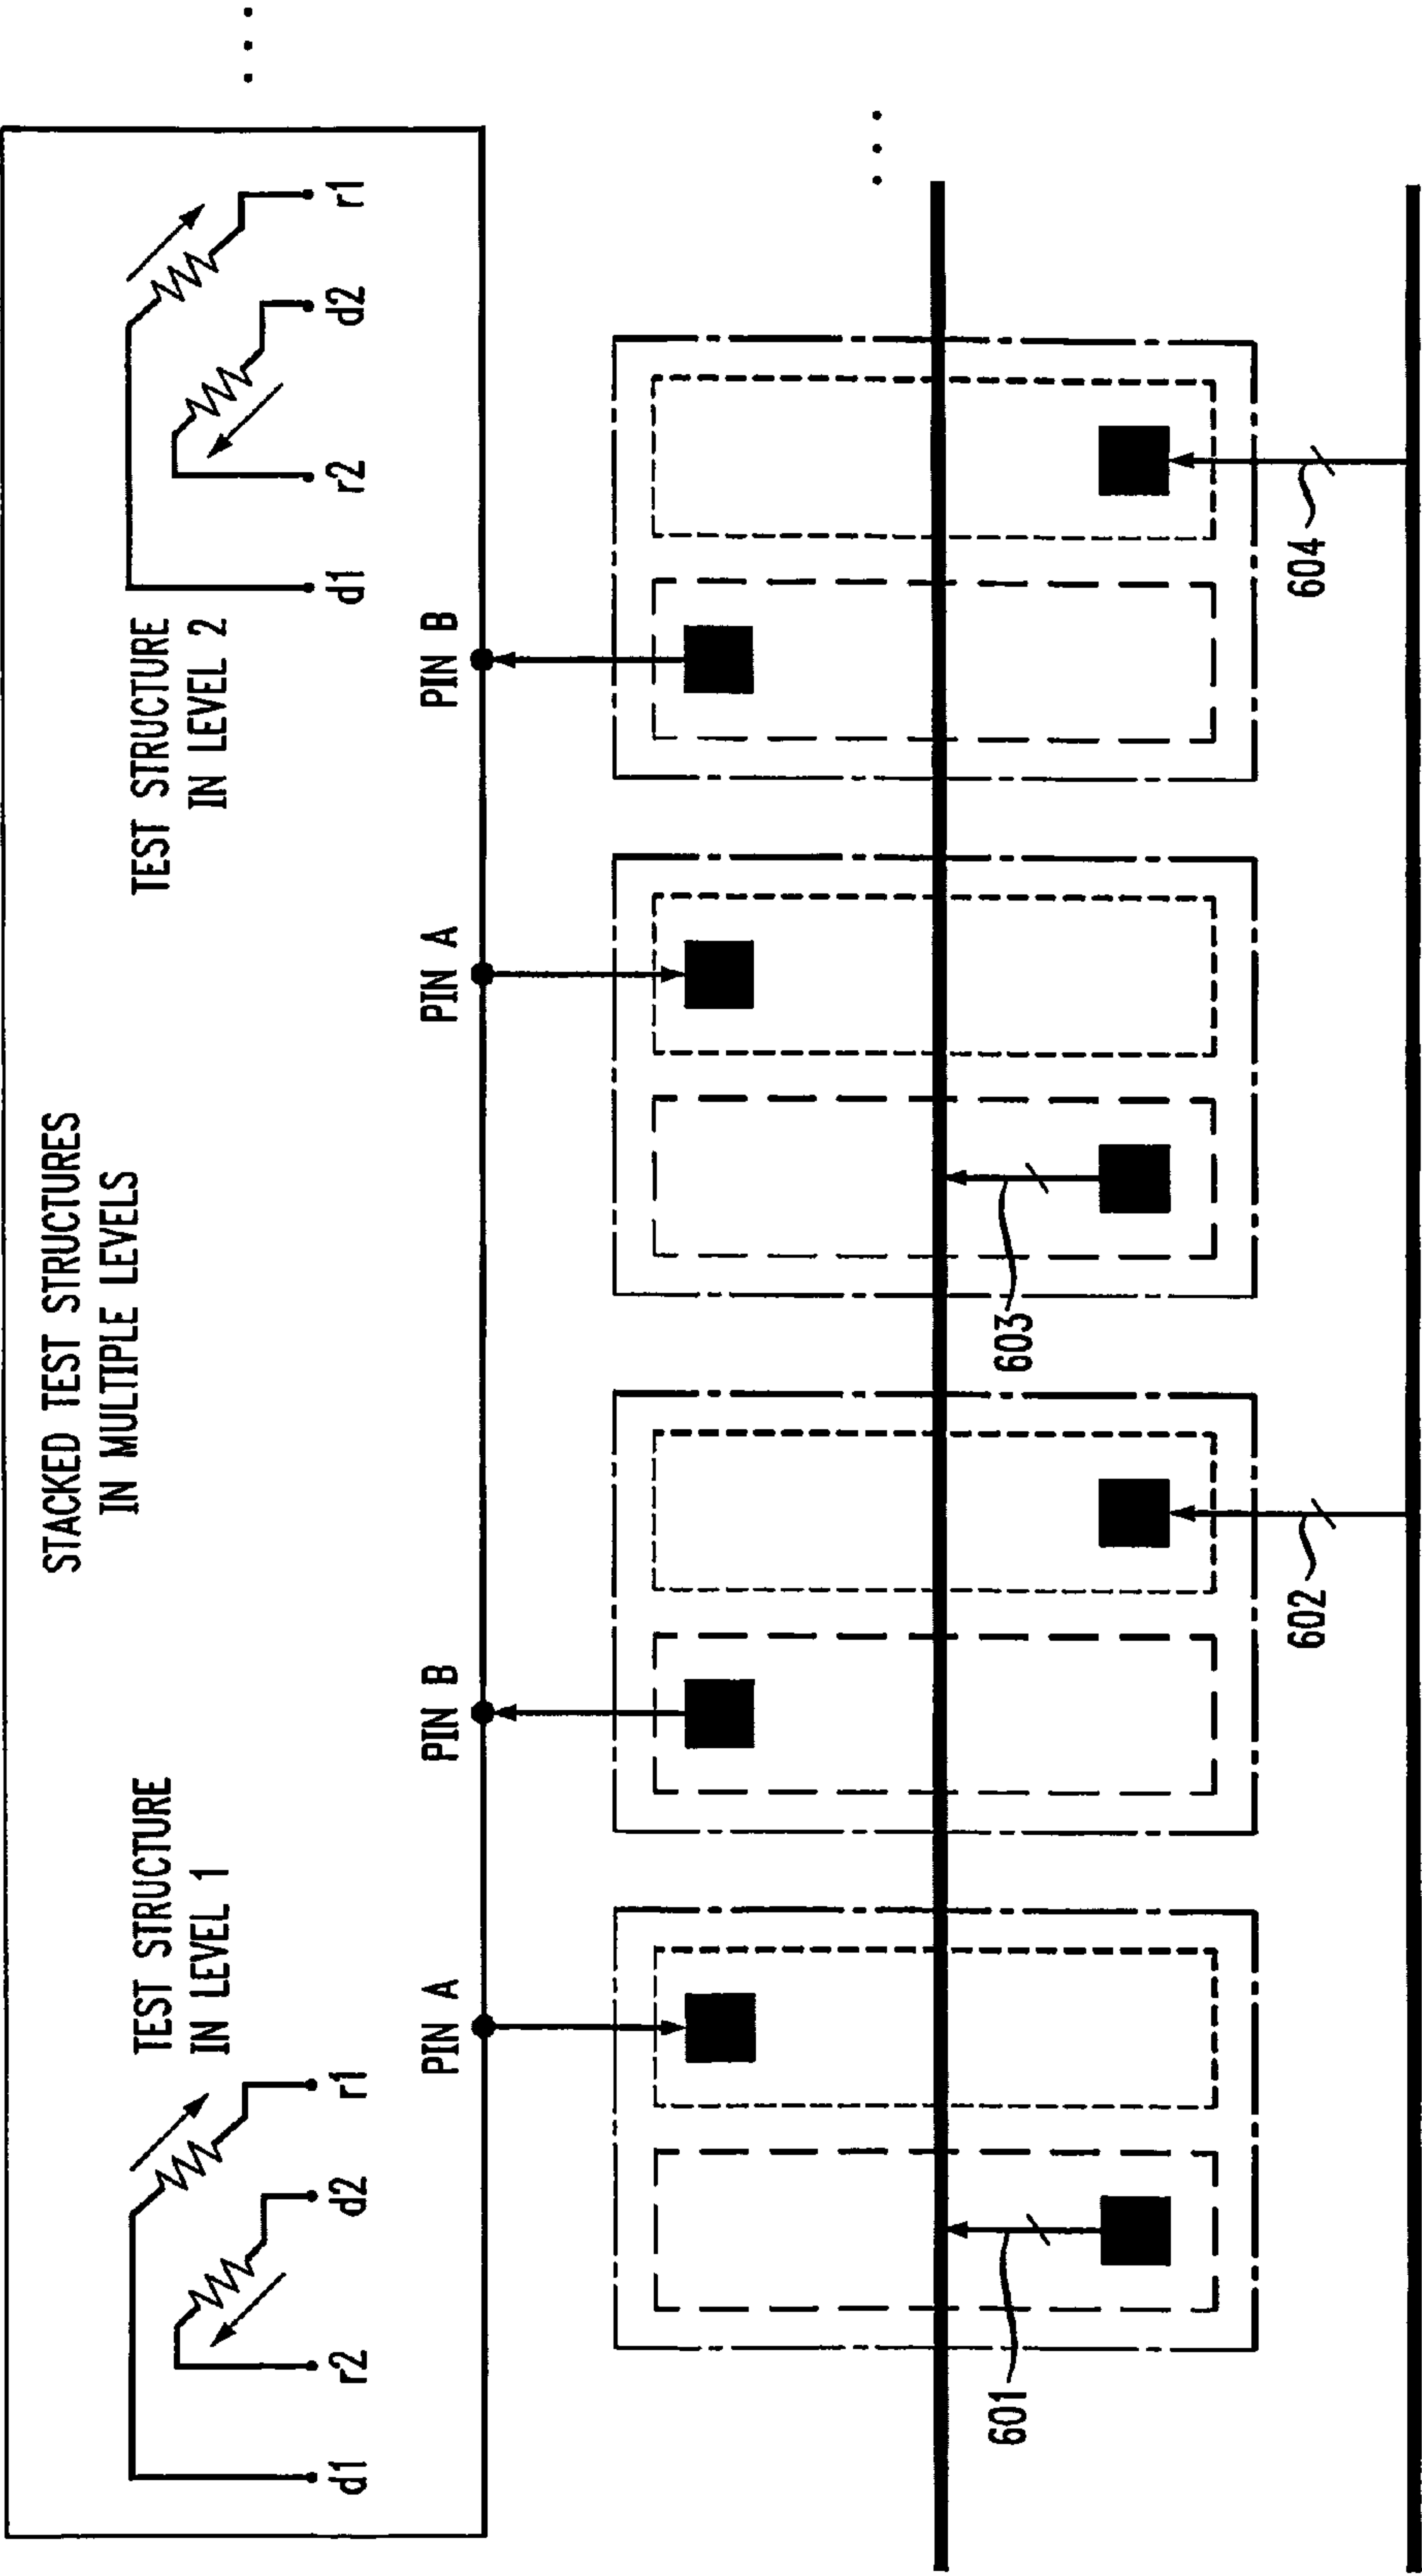 STACKED TEST STRUCTURES
IN MULTIPLE LEVELS
TEST STRUCTURE
IN LEVEL 1
TEST STRUCTURE
IN LEVEL 2
d1
r2
d2
r1
d1
r2
d2
r1
PIN A
PIN B
PIN A
PIN B
601
602
603
604